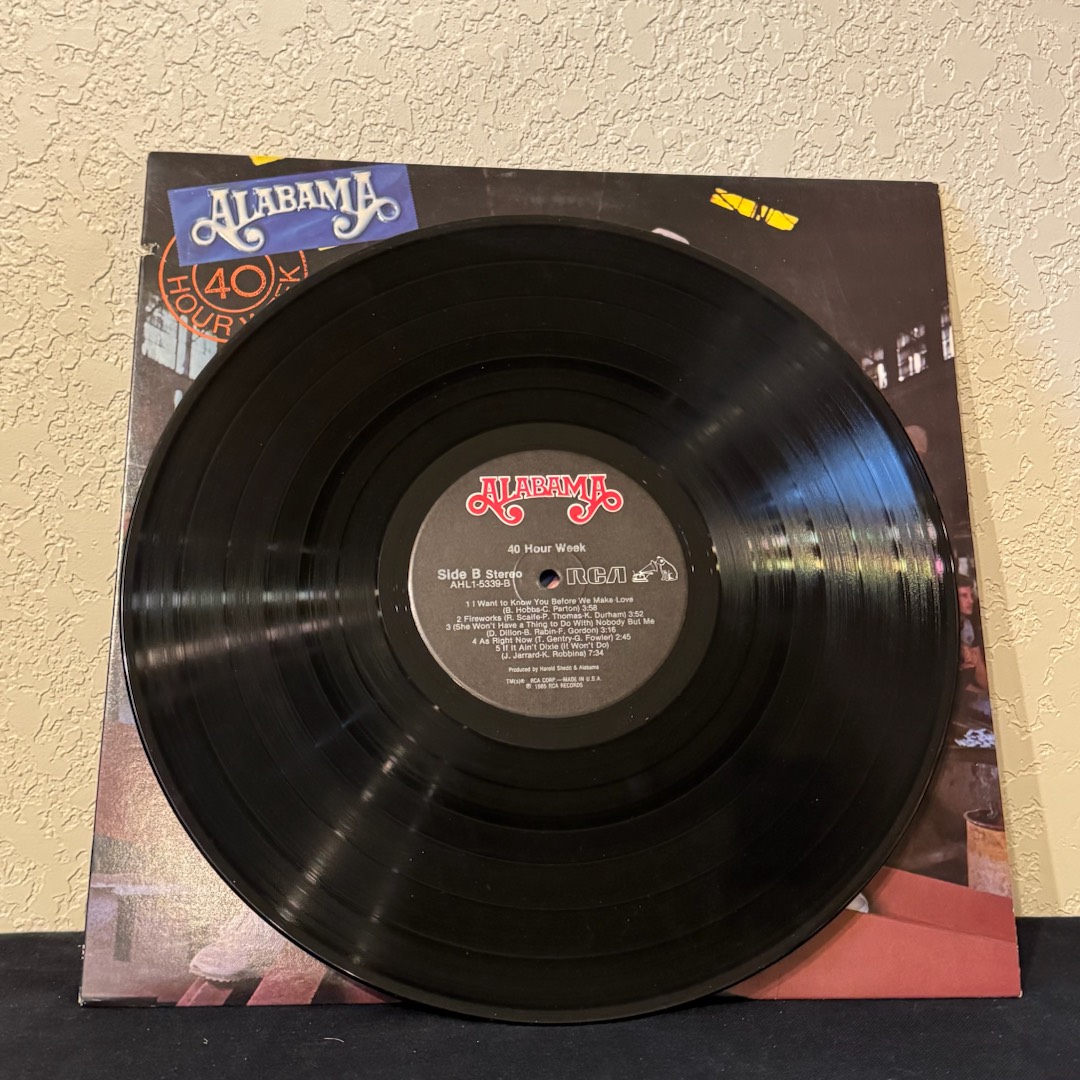 ALABAMA
40
HOUR
ALABAMA
40 Hour Week
Side B Stereo
AHL1-5339-B
RCA
1 I Want to Know You Before We Make Love
(B. Hobbs-C. Parton) 3:58
2 Fireworks (R. Scaife-P. Thomas-K. Durham) 3:52
3 (She Won't Have a Thing to Do With) Nobody But Me
(D. Dillon-B. Rabin-F. Gordon) 3:16
4 As Right Now (T. Gentry-G. Fowler) 2:45
5 If It Ain't Dixie (It Won't Do)
(J. Jarrard-K. Robbins) 7:34
Produced by Harold Shedd & Alabama
TM(s)® RCA CORP.—MADE IN U.S.A.
℗ 1985 RCA RECORDS